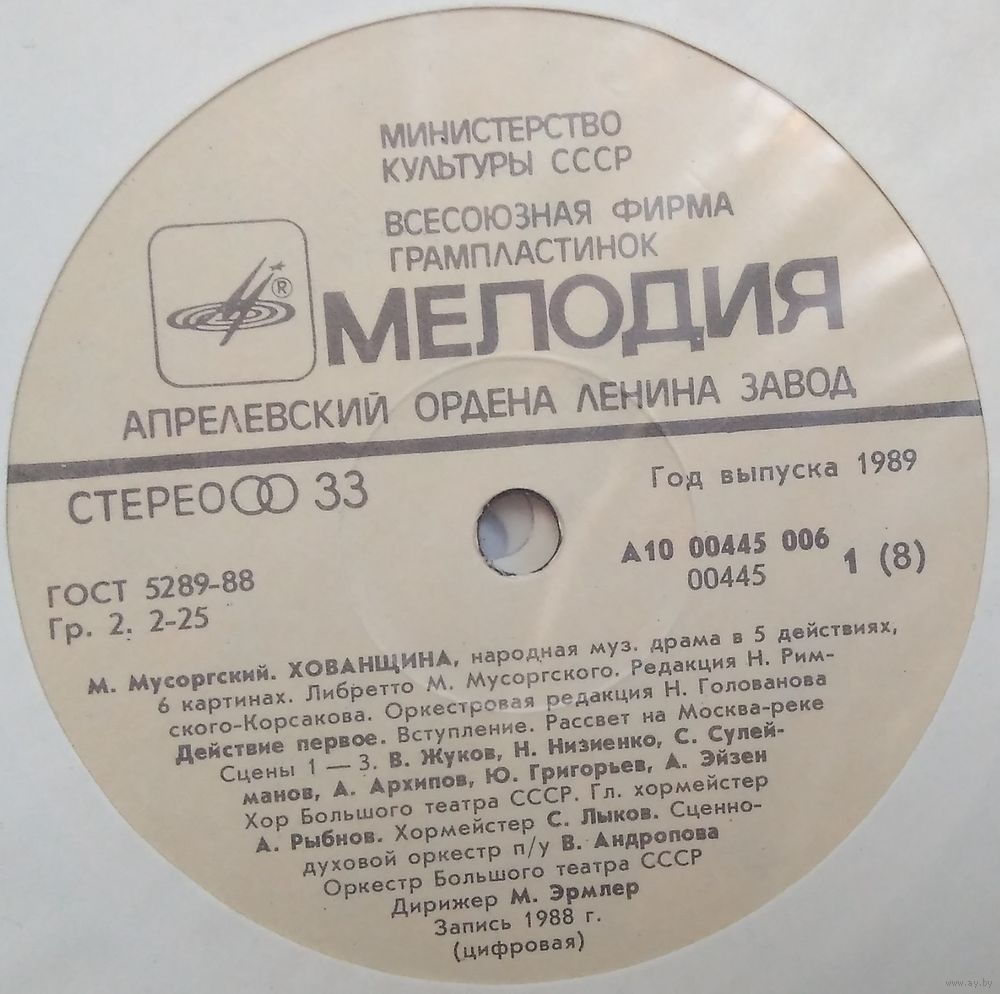 МИНИСТЕРСТВО
КУЛЬТУРЫ СССР
ВСЕСОЮЗНАЯ ФИРМА
ГРАМПЛАСТИНОК
®
МЕЛОДИЯ
АПРЕЛЕВСКИЙ ОРДЕНА ЛЕНИНА ЗАВОД
СТЕРЕО 33
Год выпуска 1989
ГОСТ 5289-88
Гр. 2. 2-25
А10 00445 006
00445
1 (8)
М. Мусоргский. ХОВАНЩИНА, народная муз. драма в 5 действиях,
6 картинах. Либретто М. Мусоргского. Редакция Н. Рим-
ского-Корсакова. Оркестровая редакция Н. Голованова
Действие первое. Вступление. Рассвет на Москва-реке
Сцены 1 — 3. В. Жуков, Н. Низиенко, С. Сулей-
манов, А. Архипов, Ю. Григорьев, А. Эйзен
Хор Большого театра СССР. Гл. хормейстер
А. Рыбнов. Хормейстер С. Лыков. Сценно-
духовой оркестр п/у В. Андропова
Оркестр Большого театра СССР
Дирижер М. Эрмлер
Запись 1988 г.
(цифровая)
www.ay.by